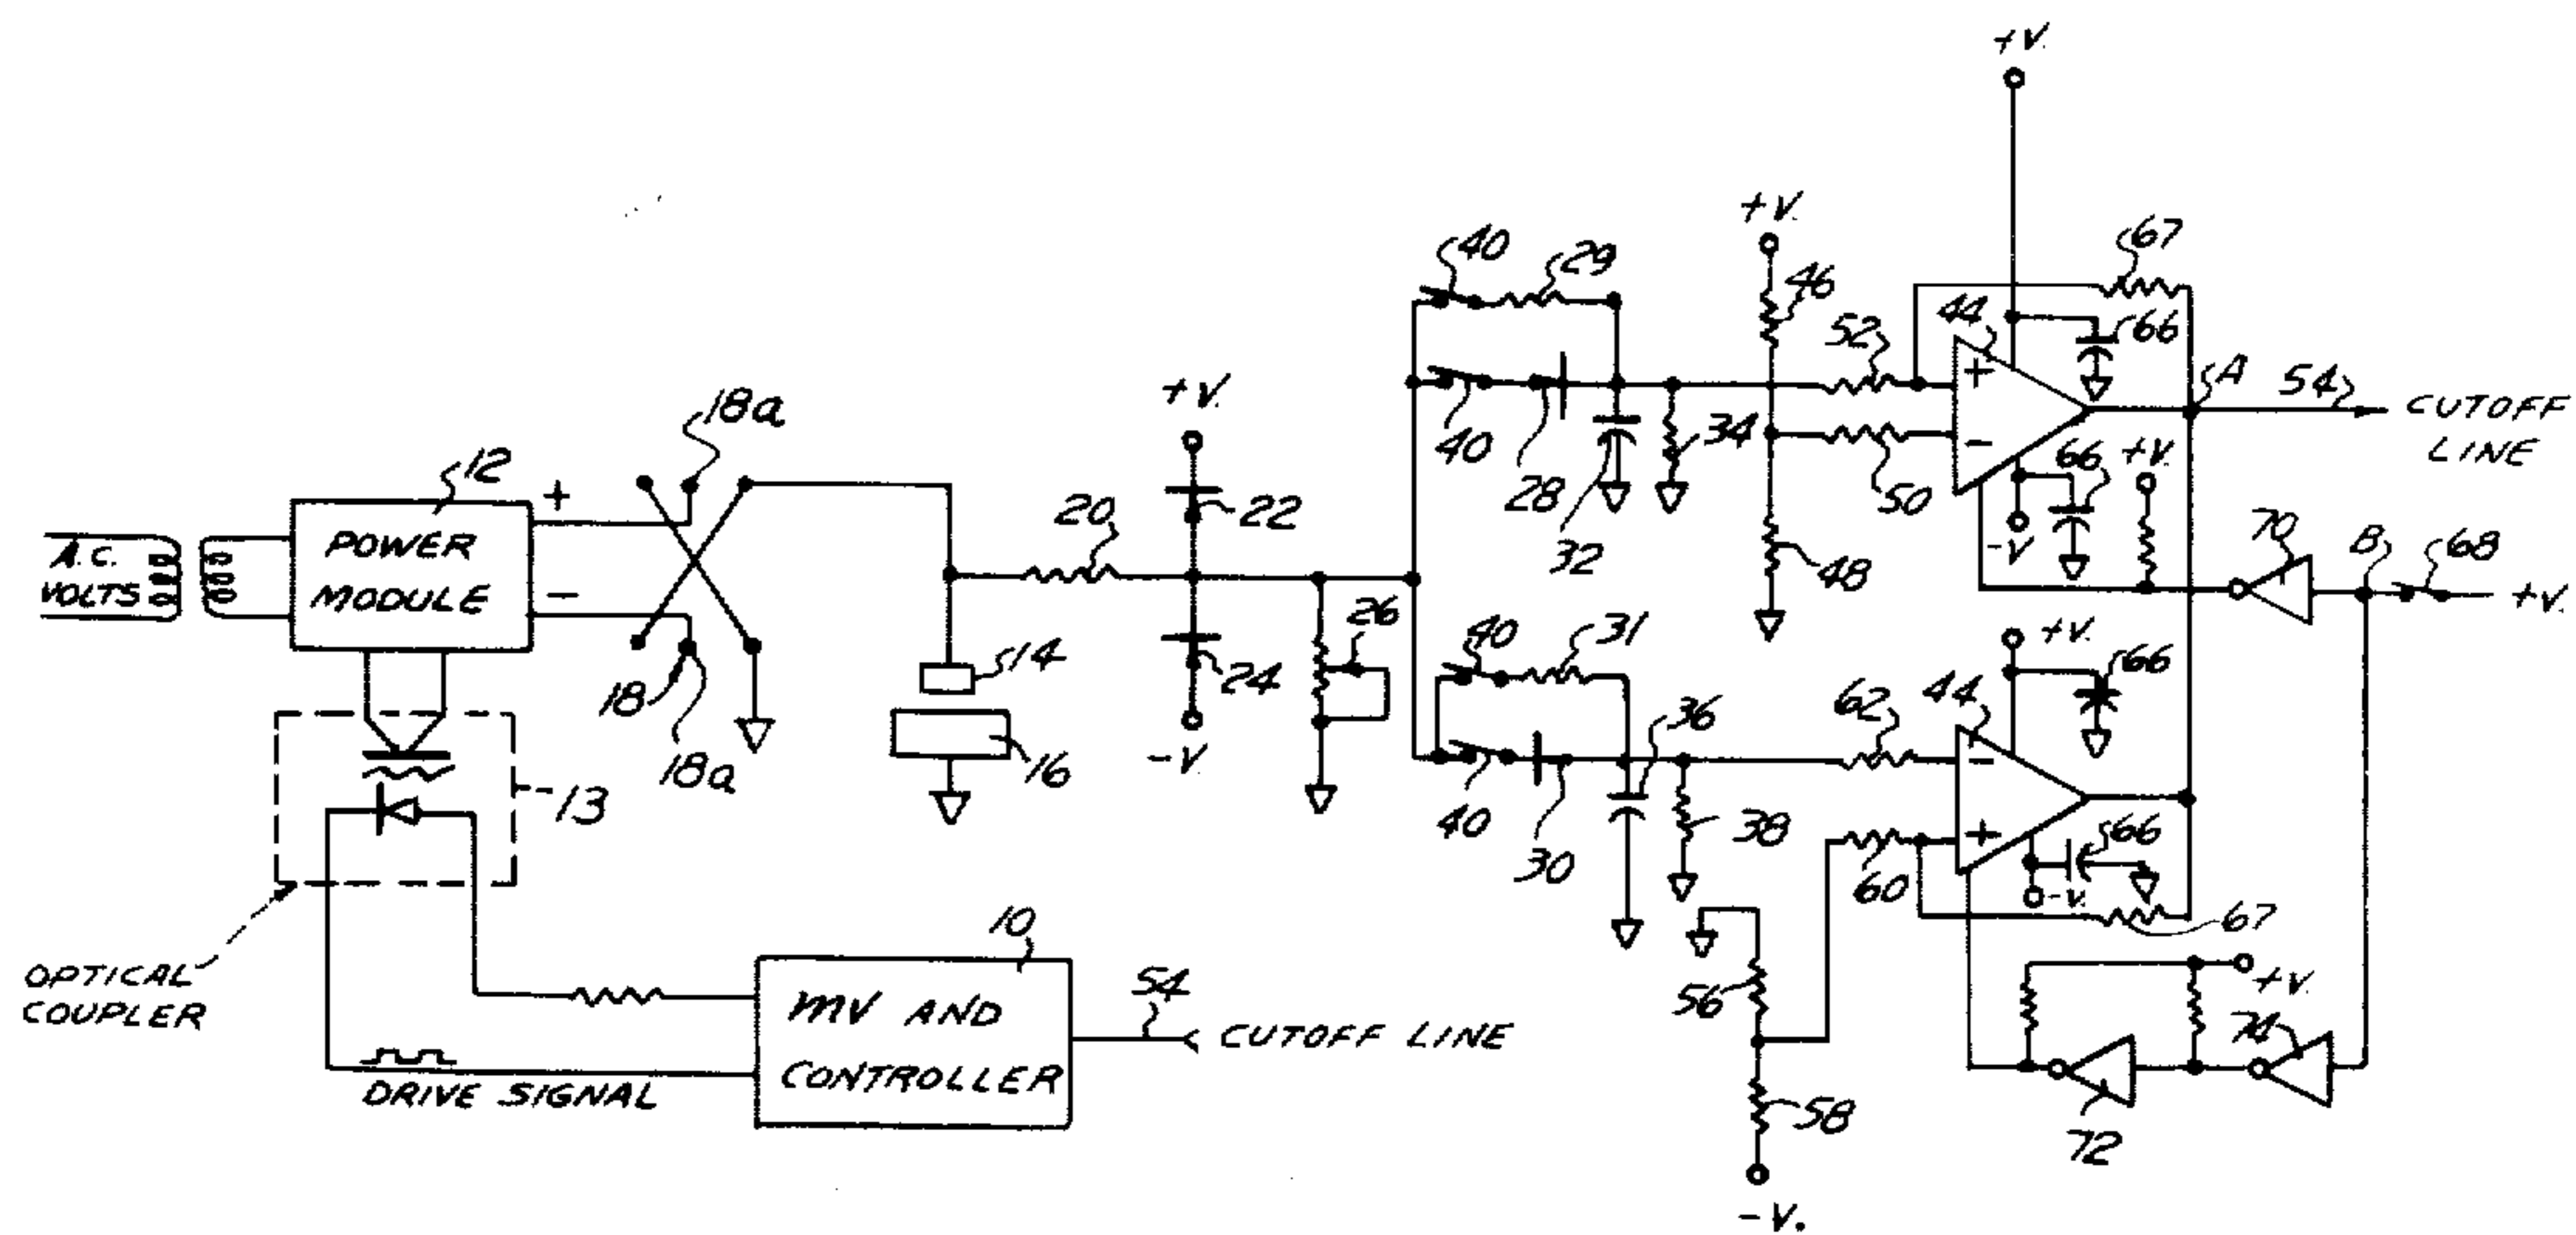 +V.
+V.
67
40
29
46
44
52
66
A
54
CUTOFF
LINE
18a
+V.
34
40
28
32
50
66
+V.
12
+
20
22
+
-
-V
70
B
68
+V.
A.C.
VOLTS
POWER
MODULE
-
48
26
31
40
14
24
18
18a
-V
16
+V.
66
62
44
36
-
13
40
30
38
+
60
66
-V.
67
OPTICAL
COUPLER
10
MV AND
CONTROLLER
54
CUTOFF LINE
DRIVE SIGNAL
56
58
+V.
74
72
-V.